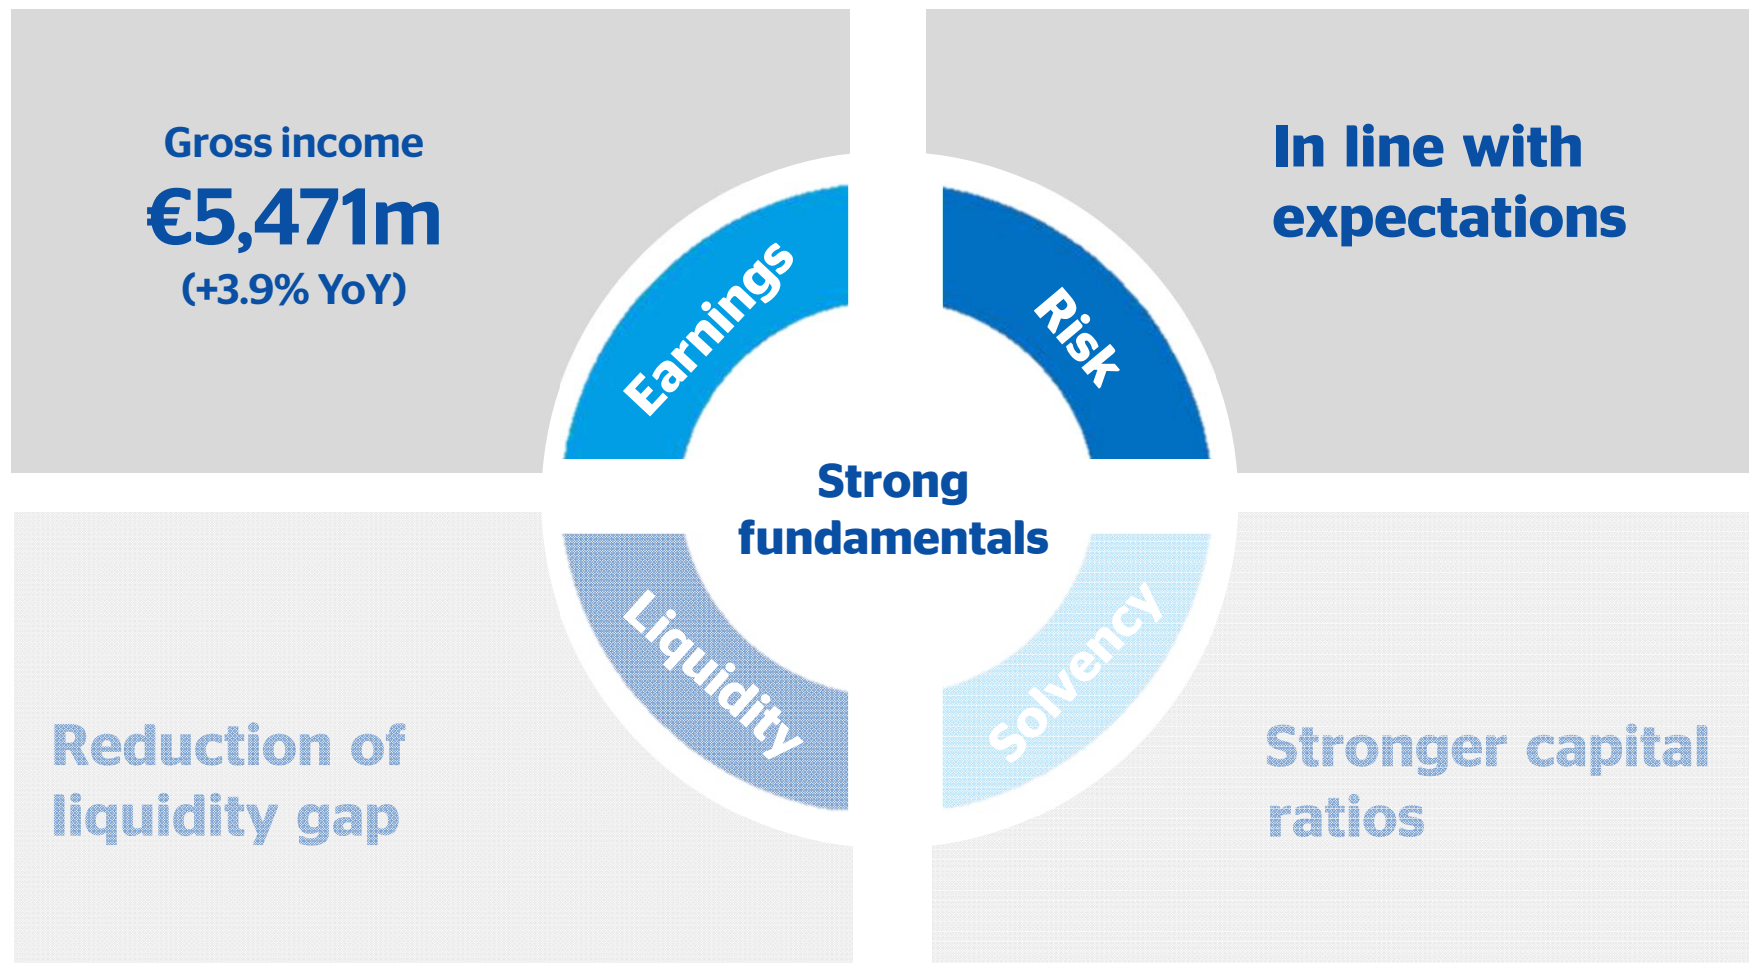 Gross income
€5,471m
(+3.9% YoY)
In line with
expectations
Earnings
Risk
Strong
fundamentals
Liquidity
Solvency
Reduction of
liquidity gap
Stronger capital
ratios